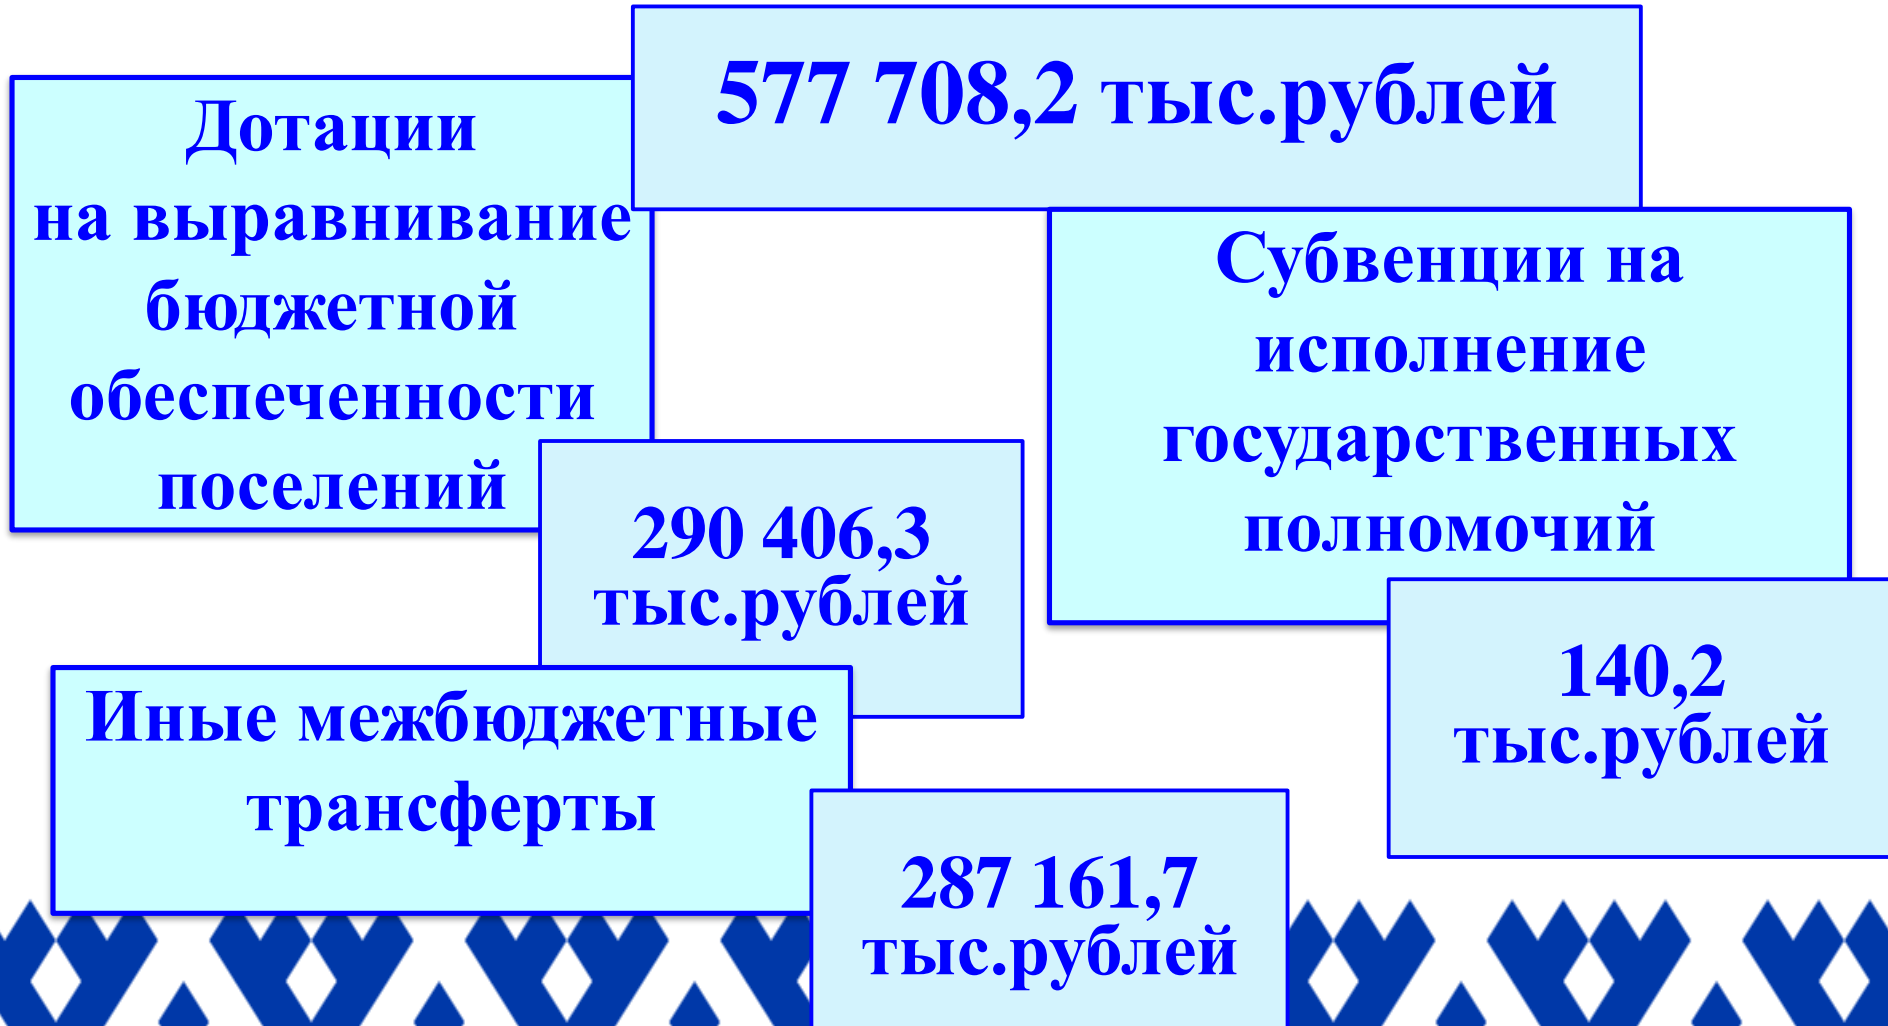 577 708,2 тыс.рублей
Дотации
на выравнивание
бюджетной
обеспеченности
поселений
290 406,3
тыс.рублей
Субвенции на
исполнение
государственных
полномочий
140,2
тыс.рублей
Иные межбюджетные
трансферты
287 161,7
тыс.рублей